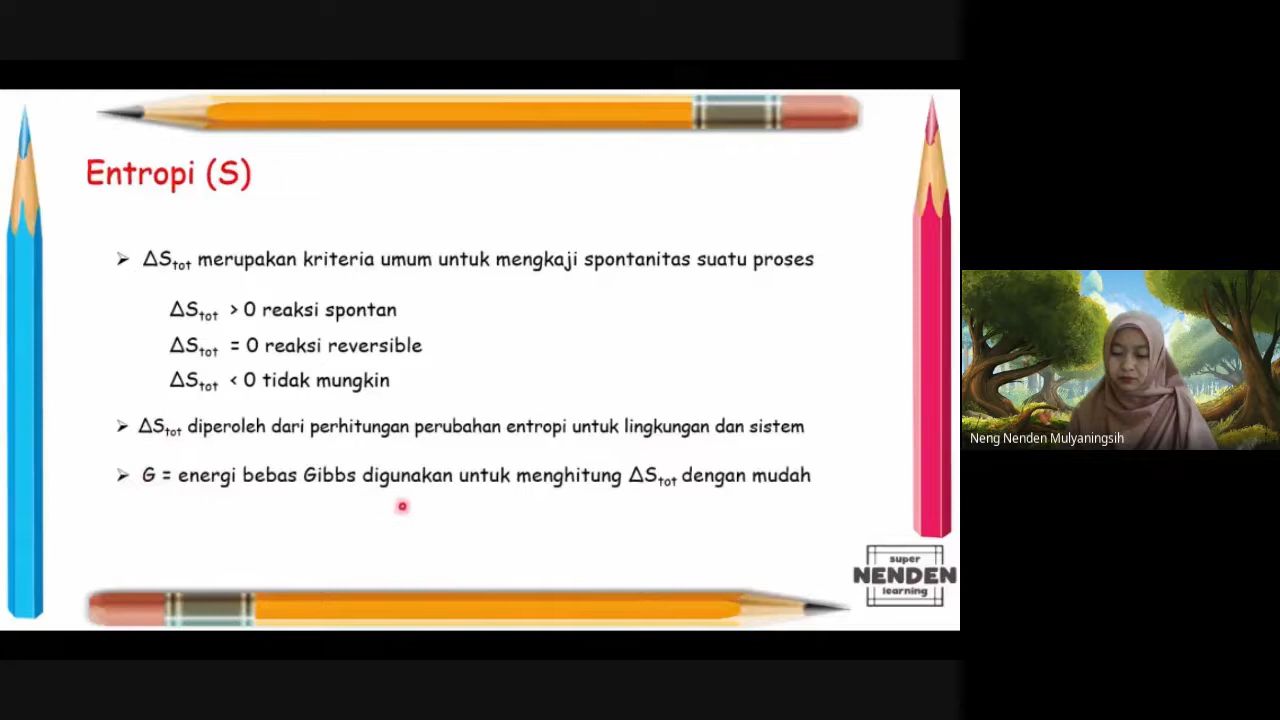 Entropi (S)
➢ ΔStot merupakan kriteria umum untuk mengkaji spontanitas suatu proses
ΔStot > 0 reaksi spontan
ΔStot = 0 reaksi reversible
ΔStot < 0 tidak mungkin
➢ ΔStot diperoleh dari perhitungan perubahan entropi untuk lingkungan dan sistem
➢ G = energi bebas Gibbs digunakan untuk menghitung ΔStot dengan mudah
super
NENDEN
learning
Neng Nenden Mulyaningsih